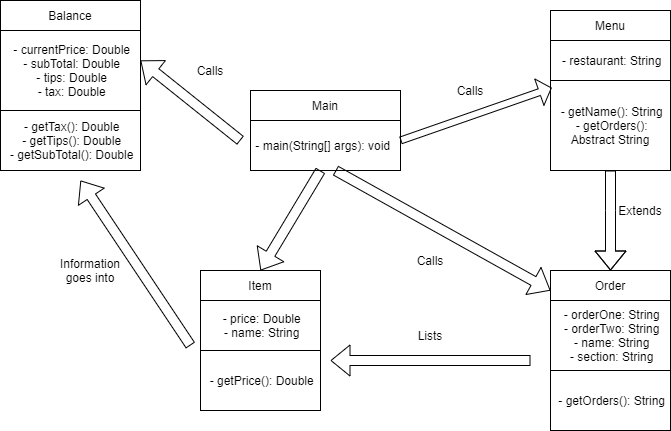 Balance
- currentPrice: Double
- subTotal: Double
- tips: Double
- tax: Double
- getTax(): Double
- getTips(): Double
- getSubTotal(): Double
Calls
Main
- main(String[] args): void
Calls
Menu
- restaurant: String
- getName(): String
- getOrders():
Abstract String
Extends
Information
goes into
Calls
Item
- price: Double
- name: String
- getPrice(): Double
Lists
Order
- orderOne: String
- orderTwo: String
- name: String
- section: String
- getOrders(): String